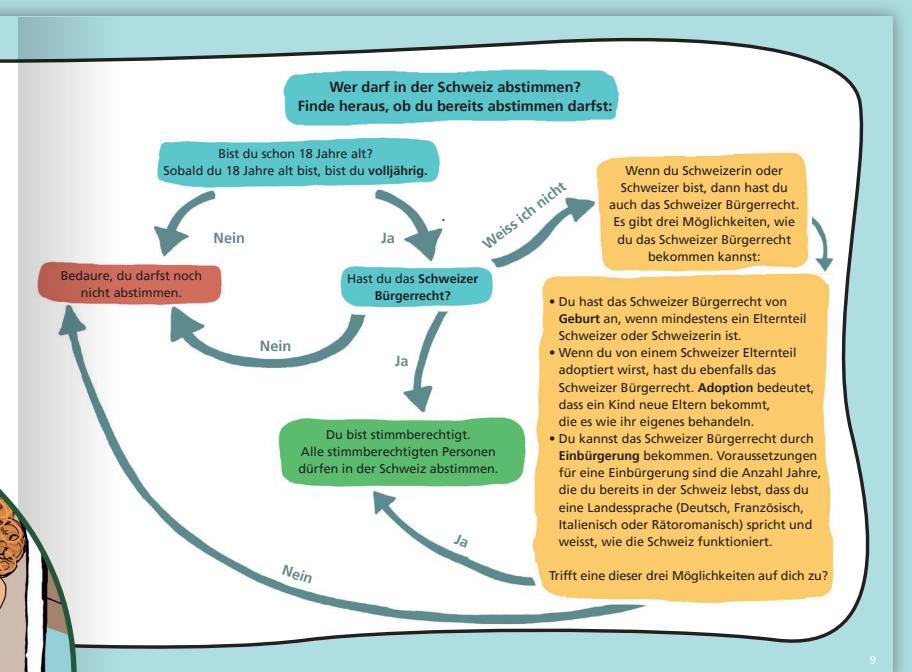 Wer darf in der Schweiz abstimmen?
Finde heraus, ob du bereits abstimmen darfst:
Bist du schon 18 Jahre alt?
Sobald du 18 Jahre alt bist, bist du volljährig.
Nein
Ja
Weiss ich nicht
Wenn du Schweizerin oder
Schweizer bist, dann hast du
auch das Schweizer Bürgerrecht.
Es gibt drei Möglichkeiten, wie
du das Schweizer Bürgerrecht
bekommen kannst:
Bedaure, du darfst noch
nicht abstimmen.
Hast du das Schweizer
Bürgerrecht?
Nein
Ja
• Du hast das Schweizer Bürgerrecht von
Geburt an, wenn mindestens ein Elternteil
Schweizer oder Schweizerin ist.
• Wenn du von einem Schweizer Elternteil
adoptiert wirst, hast du ebenfalls das
Schweizer Bürgerrecht. Adoption bedeutet,
dass ein Kind neue Eltern bekommt,
die es wie ihr eigenes behandeln.
• Du kannst das Schweizer Bürgerrecht durch
Einbürgerung bekommen. Voraussetzungen
für eine Einbürgerung sind die Anzahl Jahre,
die du bereits in der Schweiz lebst, dass du
eine Landessprache (Deutsch, Französisch,
Italienisch oder Rätoromanisch) spricht und
weisst, wie die Schweiz funktioniert.
Trifft eine dieser drei Möglichkeiten auf dich zu?
Du bist stimmberechtigt.
Alle stimmberechtigten Personen
dürfen in der Schweiz abstimmen.
Ja
Nein
9